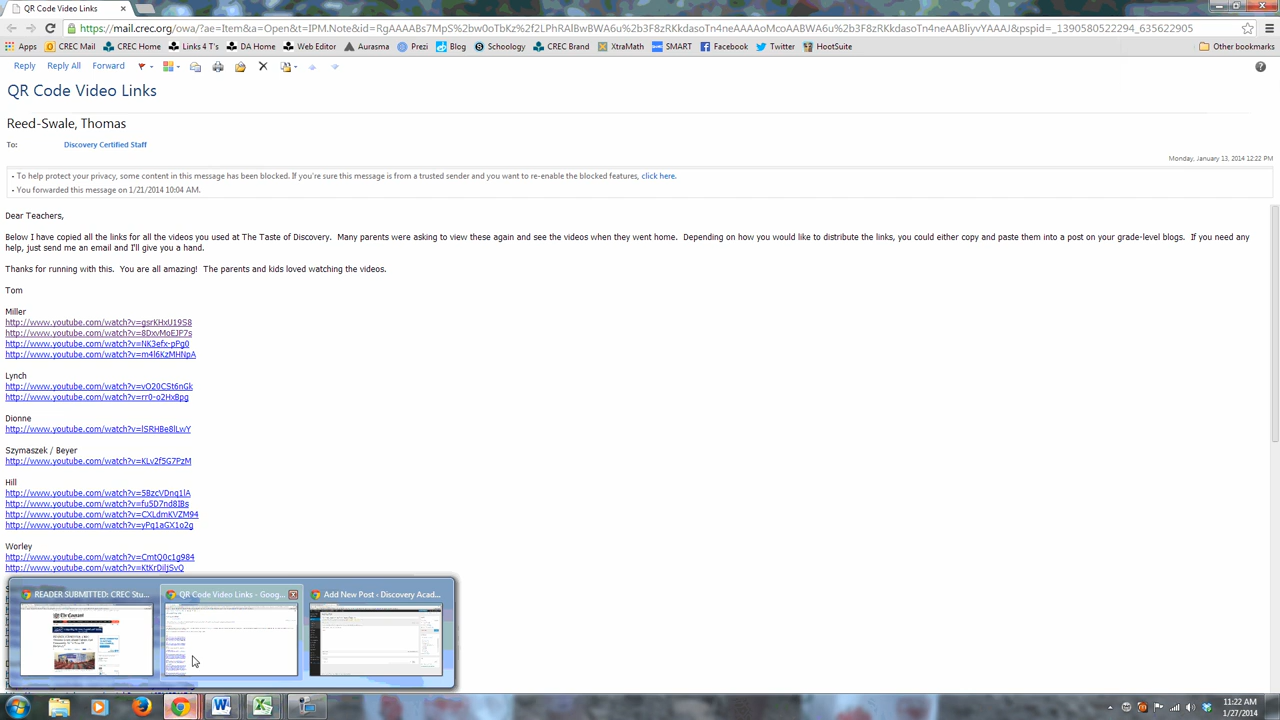 QR Code Video Links
https://mail.crec.org/owa/?ae=Item&a=Open&t=IPM.Note&id=RgAAAABs7MpS%2bw0oTbKz%2f2LPhBABwBWA6u%2b3F8zRKkdasoTn4neAAAAoMcoAABWA6u%2b3F8zRKkdasoTn4neAABliyvYAAAJ&pspid=_1390580522294_635622905
Apps CREC Mail CREC Home Links 4 T's DA Home Web Editor Aurasma Prezi Blog Schoology CREC Brand XtraMath SMART Facebook Twitter HootSuite Other bookmarks
Reply Reply All Forward
QR Code Video Links
Reed-Swale, Thomas
To: Discovery Certified Staff
Monday, January 13, 2014 12:22 PM
• To help protect your privacy, some content in this message has been blocked. If you're sure this message is from a trusted sender and you want to re-enable the blocked features, click here.
• You forwarded this message on 1/21/2014 10:04 AM.
Dear Teachers,
Below I have copied all the links for all the videos you used at The Taste of Discovery. Many parents were asking to view these again and see the videos when they went home. Depending on how you would like to distribute the links, you could either copy and paste them into a post on your grade-level blogs. If you need any
help, just send me an email and I'll give you a hand.
Thanks for running with this. You are all amazing! The parents and kids loved watching the videos.
Tom
Miller
http://www.youtube.com/watch?v=gsrKHxU19S8
http://www.youtube.com/watch?v=8DxvMoEJP7s
http://www.youtube.com/watch?v=NK3efx-pPg0
http://www.youtube.com/watch?v=m4l6KzMHNpA
Lynch
http://www.youtube.com/watch?v=vO20CSt6nGk
http://www.youtube.com/watch?v=rr0-o2HxBpg
Dionne
http://www.youtube.com/watch?v=lSRHBe8lLwY
Szymaszek / Beyer
http://www.youtube.com/watch?v=KLv2f5G7PzM
Hill
http://www.youtube.com/watch?v=5BzcVDnq1lA
http://www.youtube.com/watch?v=fu5D7nd8IBs
http://www.youtube.com/watch?v=CXLdmKVZM94
http://www.youtube.com/watch?v=yPq1aGX1o2g
Worley
http://www.youtube.com/watch?v=CmtQ0c1g984
http://www.youtube.com/watch?v=KtKrDiljSvQ
READER SUBMITTED: CREC Stu... QR Code Video Links - Goog... Add New Post - Discovery Acad...
11:22 AM
1/27/2014